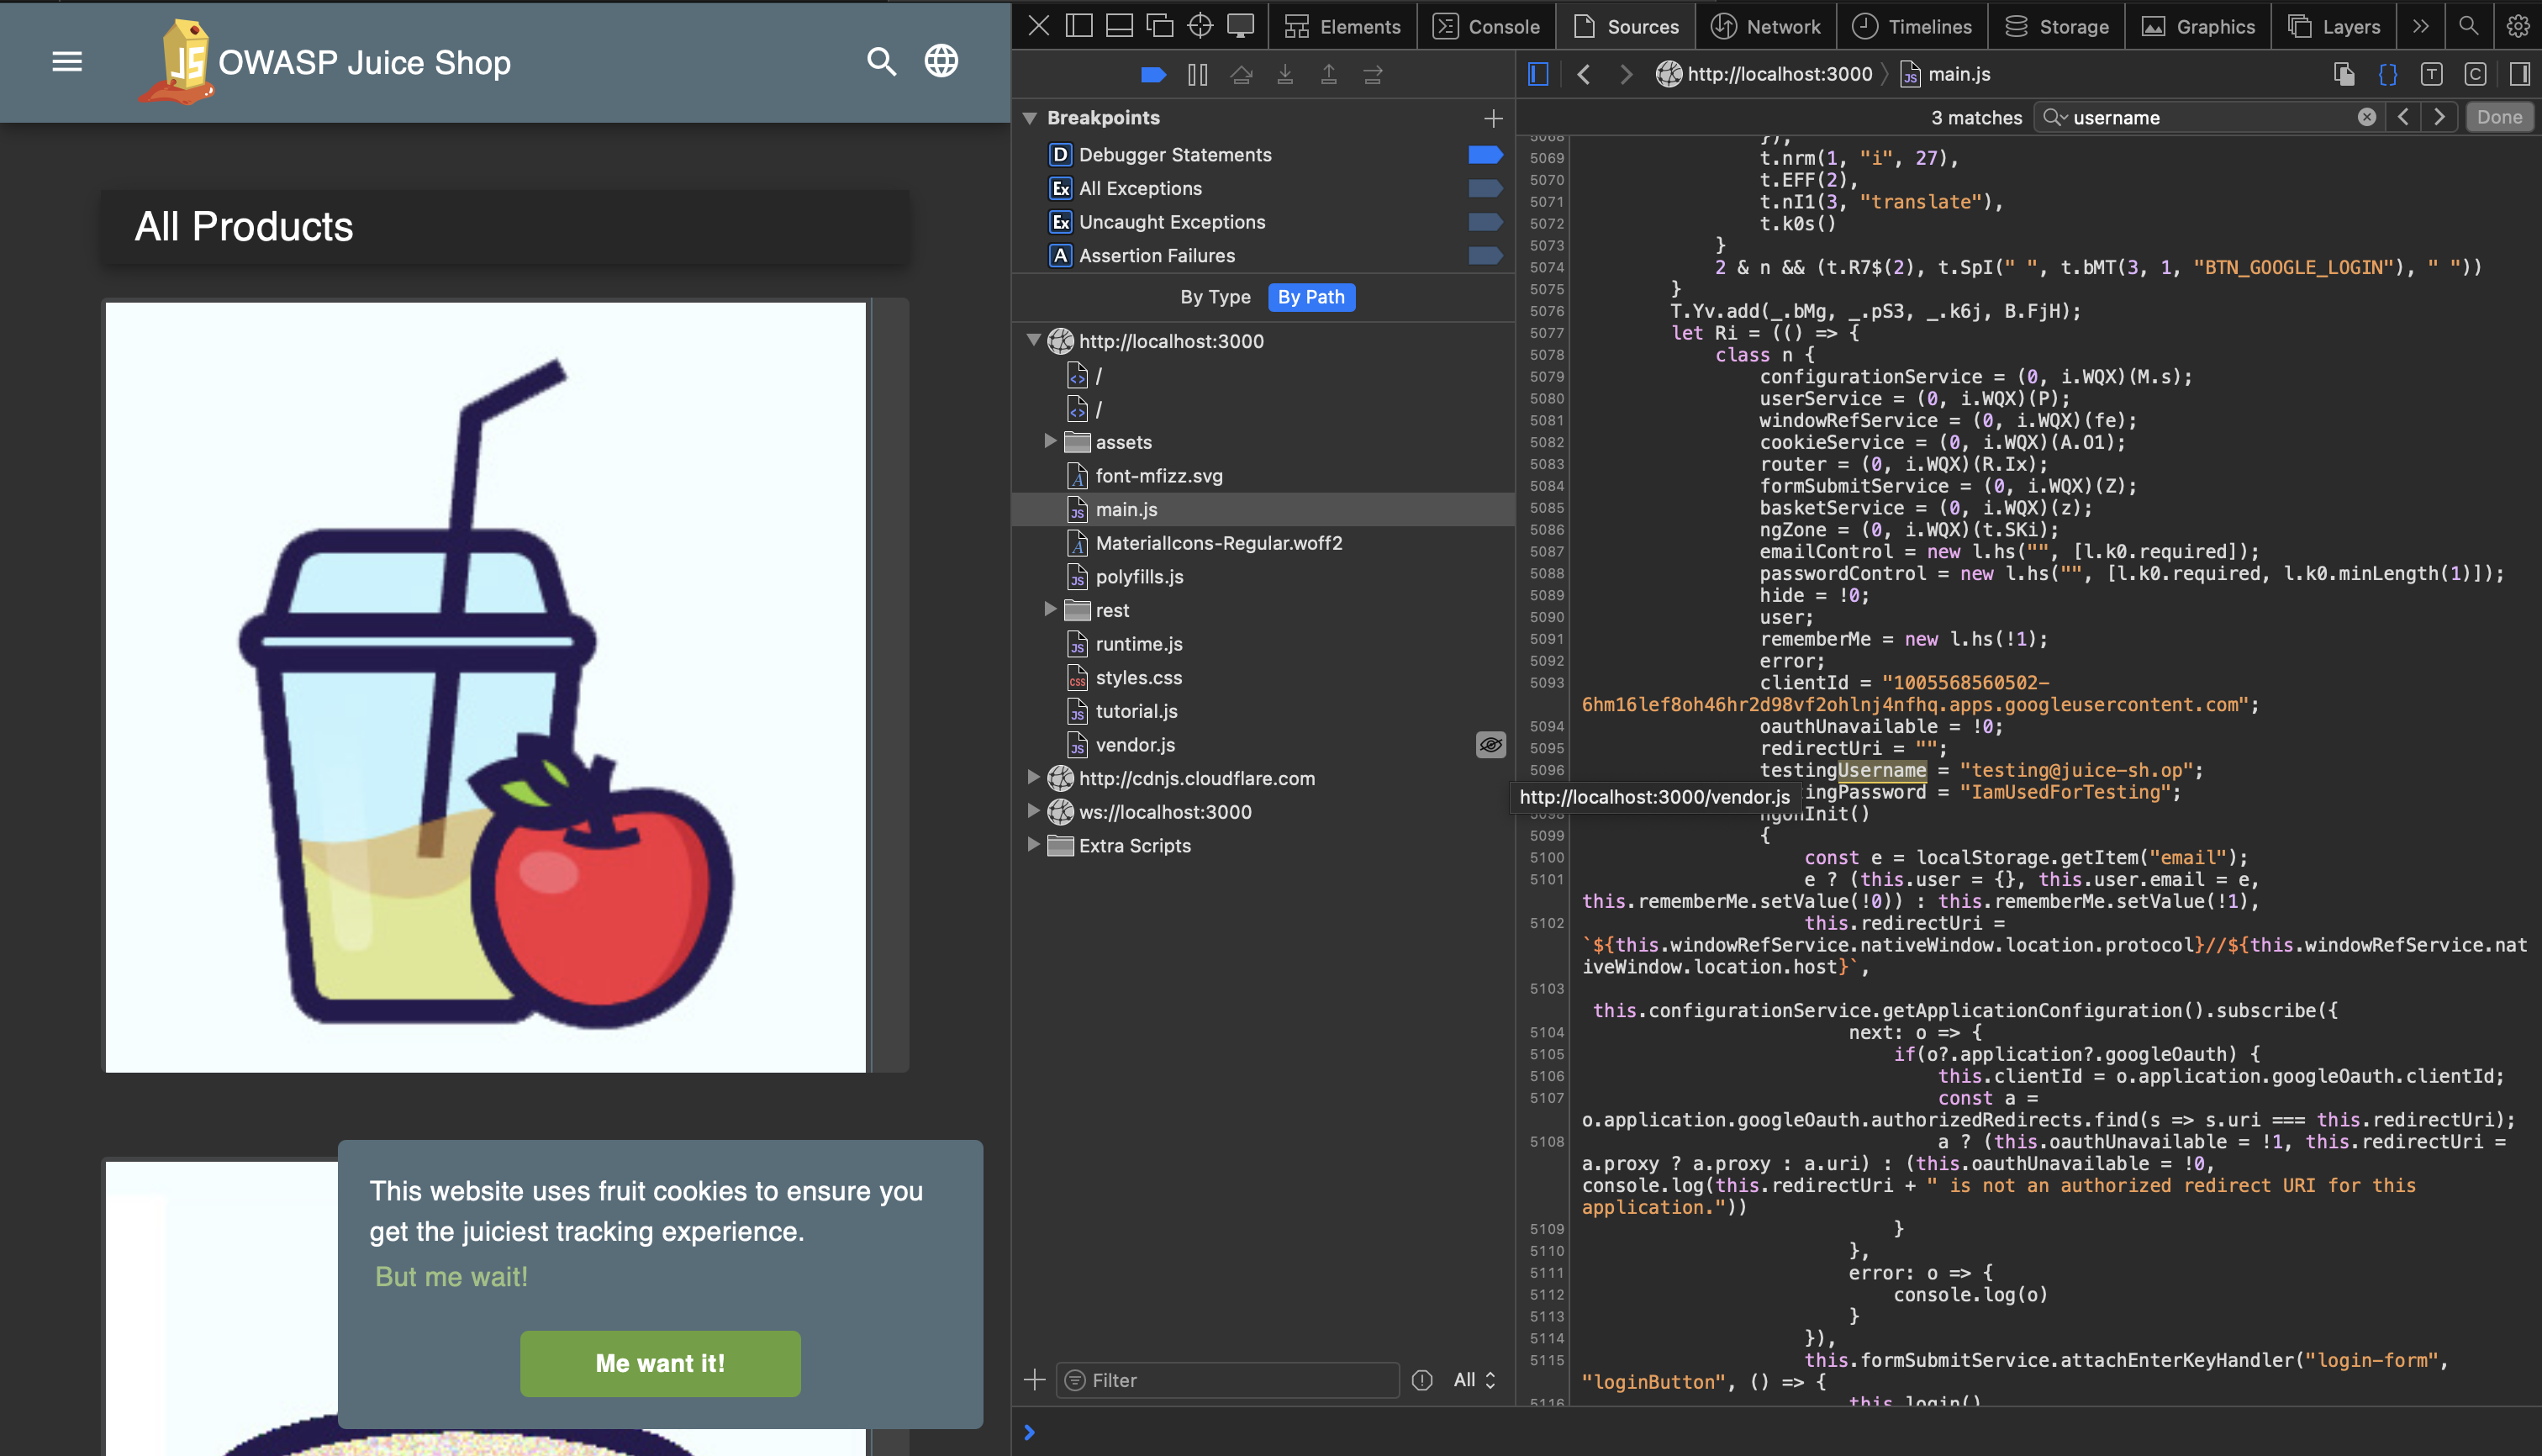 OWASP Juice Shop
All Products
This website uses fruit cookies to ensure you
get the juiciest tracking experience.
But me wait!
Me want it!
Elements
Console
Sources
Network
Timelines
Storage
Graphics
Layers
http://localhost:3000
main.js
Breakpoints
D Debugger Statements
Ex All Exceptions
Ex Uncaught Exceptions
A Assertion Failures
By Type By Path
http://localhost:3000
/
/
assets
font-mfizz.svg
main.js
MaterialIcons-Regular.woff2
polyfills.js
rest
runtime.js
styles.css
tutorial.js
vendor.js
http://cdnjs.cloudflare.com
ws://localhost:3000
Extra Scripts
Filter
All
3 matches username Done
5068 }),
5069 t.nrm(1, "i", 27),
5070 t.EFF(2),
5071 t.nI1(3, "translate"),
5072 t.k0s()
5073 }
5074 2 & n && (t.R7$(2), t.SpI(" ", t.bMT(3, 1, "BTN_GOOGLE_LOGIN"), " "))
5075 }
5076 T.Yv.add(_.bMg, _.pS3, _.k6j, B.FjH);
5077 let Ri = (() => {
5078 class n {
5079 configurationService = (0, i.WQX)(M.s);
5080 userService = (0, i.WQX)(P);
5081 windowRefService = (0, i.WQX)(fe);
5082 cookieService = (0, i.WQX)(A.O1);
5083 router = (0, i.WQX)(R.Ix);
5084 formSubmitService = (0, i.WQX)(Z);
5085 basketService = (0, i.WQX)(z);
5086 ngZone = (0, i.WQX)(t.SKi);
5087 emailControl = new l.hs("", [l.k0.required]);
5088 passwordControl = new l.hs("", [l.k0.required, l.k0.minLength(1)]);
5089 hide = !0;
5090 user;
5091 rememberMe = new l.hs(!1);
5092 error;
5093 clientId = "1005568560502-
6hm16lef8oh46hr2d98vf2ohlnj4nfhq.apps.googleusercontent.com";
5094 oauthUnavailable = !0;
5095 redirectUri = "";
5096 testingUsername = "testing@juice-sh.op";
http://localhost:3000/vendor.js
ingPassword = "IamUsedForTesting";
5098 ngOnInit()
5099 {
5100 const e = localStorage.getItem("email");
5101 e ? (this.user = {}, this.user.email = e,
this.rememberMe.setValue(!0)) : this.rememberMe.setValue(!1),
5102 this.redirectUri =
`${this.windowRefService.nativeWindow.location.protocol}//${this.windowRefService.nat
iveWindow.location.host}`,
5103
this.configurationService.getApplicationConfiguration().subscribe({
5104 next: o => {
5105 if(o?.application?.googleOauth) {
5106 this.clientId = o.application.googleOauth.clientId;
5107 const a =
o.application.googleOauth.authorizedRedirects.find(s => s.uri === this.redirectUri);
5108 a ? (this.oauthUnavailable = !1, this.redirectUri =
a.proxy ? a.proxy : a.uri) : (this.oauthUnavailable = !0,
console.log(this.redirectUri + " is not an authorized redirect URI for this
application."))
5109 }
5110 },
5111 error: o => {
5112 console.log(o)
5113 }
5114 }),
5115 this.formSubmitService.attachEnterKeyHandler("login-form",
"loginButton", () => {
5116 this.login()